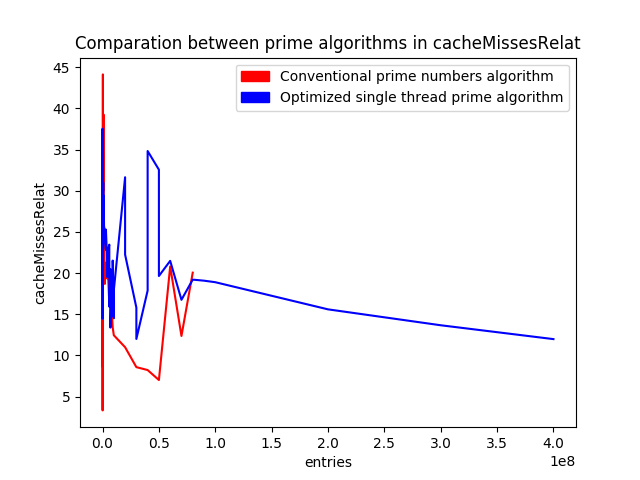 Comparation between prime algorithms in cacheMissesRelat
Conventional prime numbers algorithm
Optimized single thread prime algorithm
cacheMissesRelat
45
40
35
30
25
20
15
10
5
0.0 0.5 1.0 1.5 2.0 2.5 3.0 3.5 4.0
1e8
entries